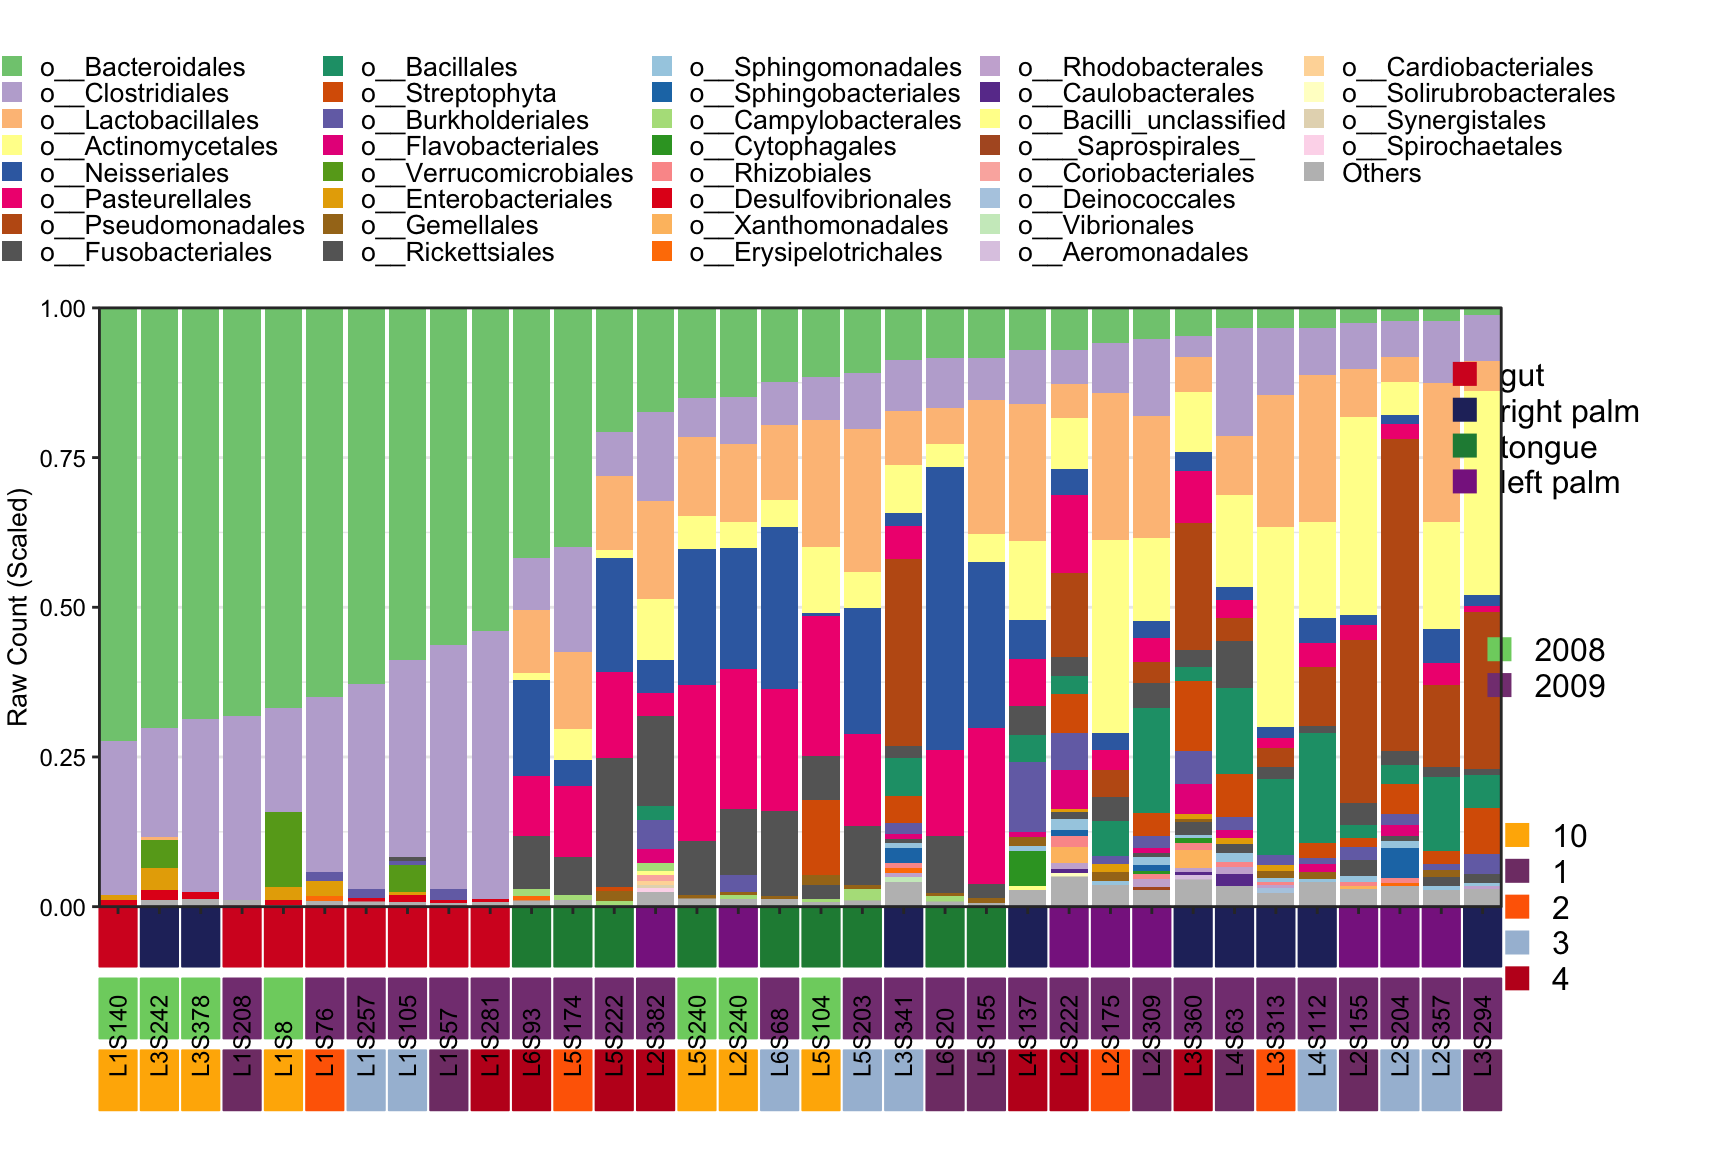 o__Bacteroidales o__Bacillales o__Sphingomonadales o__Rhodobacterales o__Cardiobacteriales
o__Clostridiales o__Streptophyta o__Sphingobacteriales o__Caulobacterales o__Solirubrobacterales
o__Lactobacillales o__Burkholderiales o__Campylobacterales o__Bacilli_unclassified o__Synergistales
o__Actinomycetales o__Flavobacteriales o__Cytophagales o___Saprospirales_ o__Spirochaetales
o__Neisseriales o__Verrucomicrobiales o__Rhizobiales o__Coriobacteriales Others
o__Pasteurellales o__Enterobacteriales o__Desulfovibrionales o__Deinococcales
o__Pseudomonadales o__Gemellales o__Xanthomonadales o__Vibrionales
o__Fusobacteriales o__Rickettsiales o__Erysipelotrichales o__Aeromonadales
1.00
0.75
0.50
0.25
0.00
Raw Count (Scaled)
gut
right palm
tongue
left palm
2008
2009
10
1
2
3
4
L1S140 L3S242 L3S378 L1S208 L1S8 L1S76 L1S257 L1S105 L1S57 L1S281 L6S93 L5S174 L5S222 L2S382 L5S240 L2S240 L6S68 L5S104 L5S203 L3S341 L6S20 L5S155 L4S137 L2S222 L2S175 L2S309 L3S360 L4S63 L3S313 L4S112 L2S155 L2S204 L2S357 L3S294